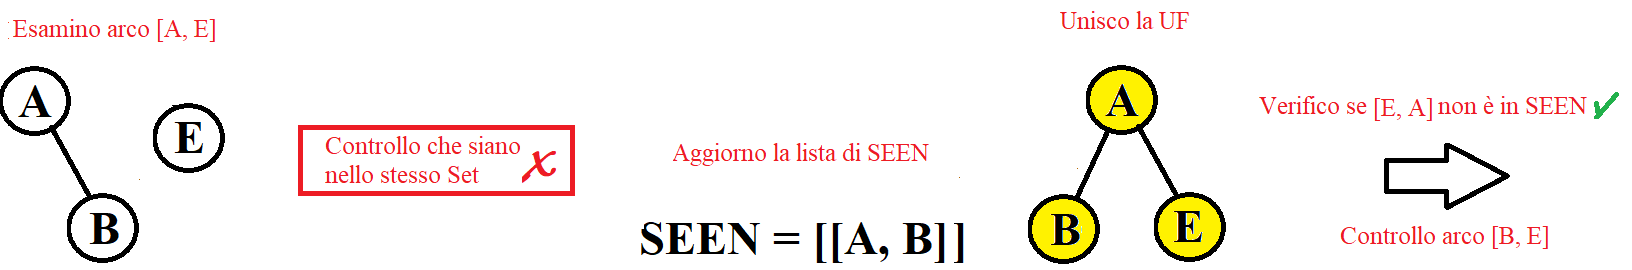 Esamino arco [A, E]
A
E
B
Controllo che siano
nello stesso Set x
Aggiorno la lista di SEEN
SEEN = [[A, B]]
Unisco la UF
A
B
E
Verifico se [E, A] non è in SEEN ✓
Controllo arco [B, E]